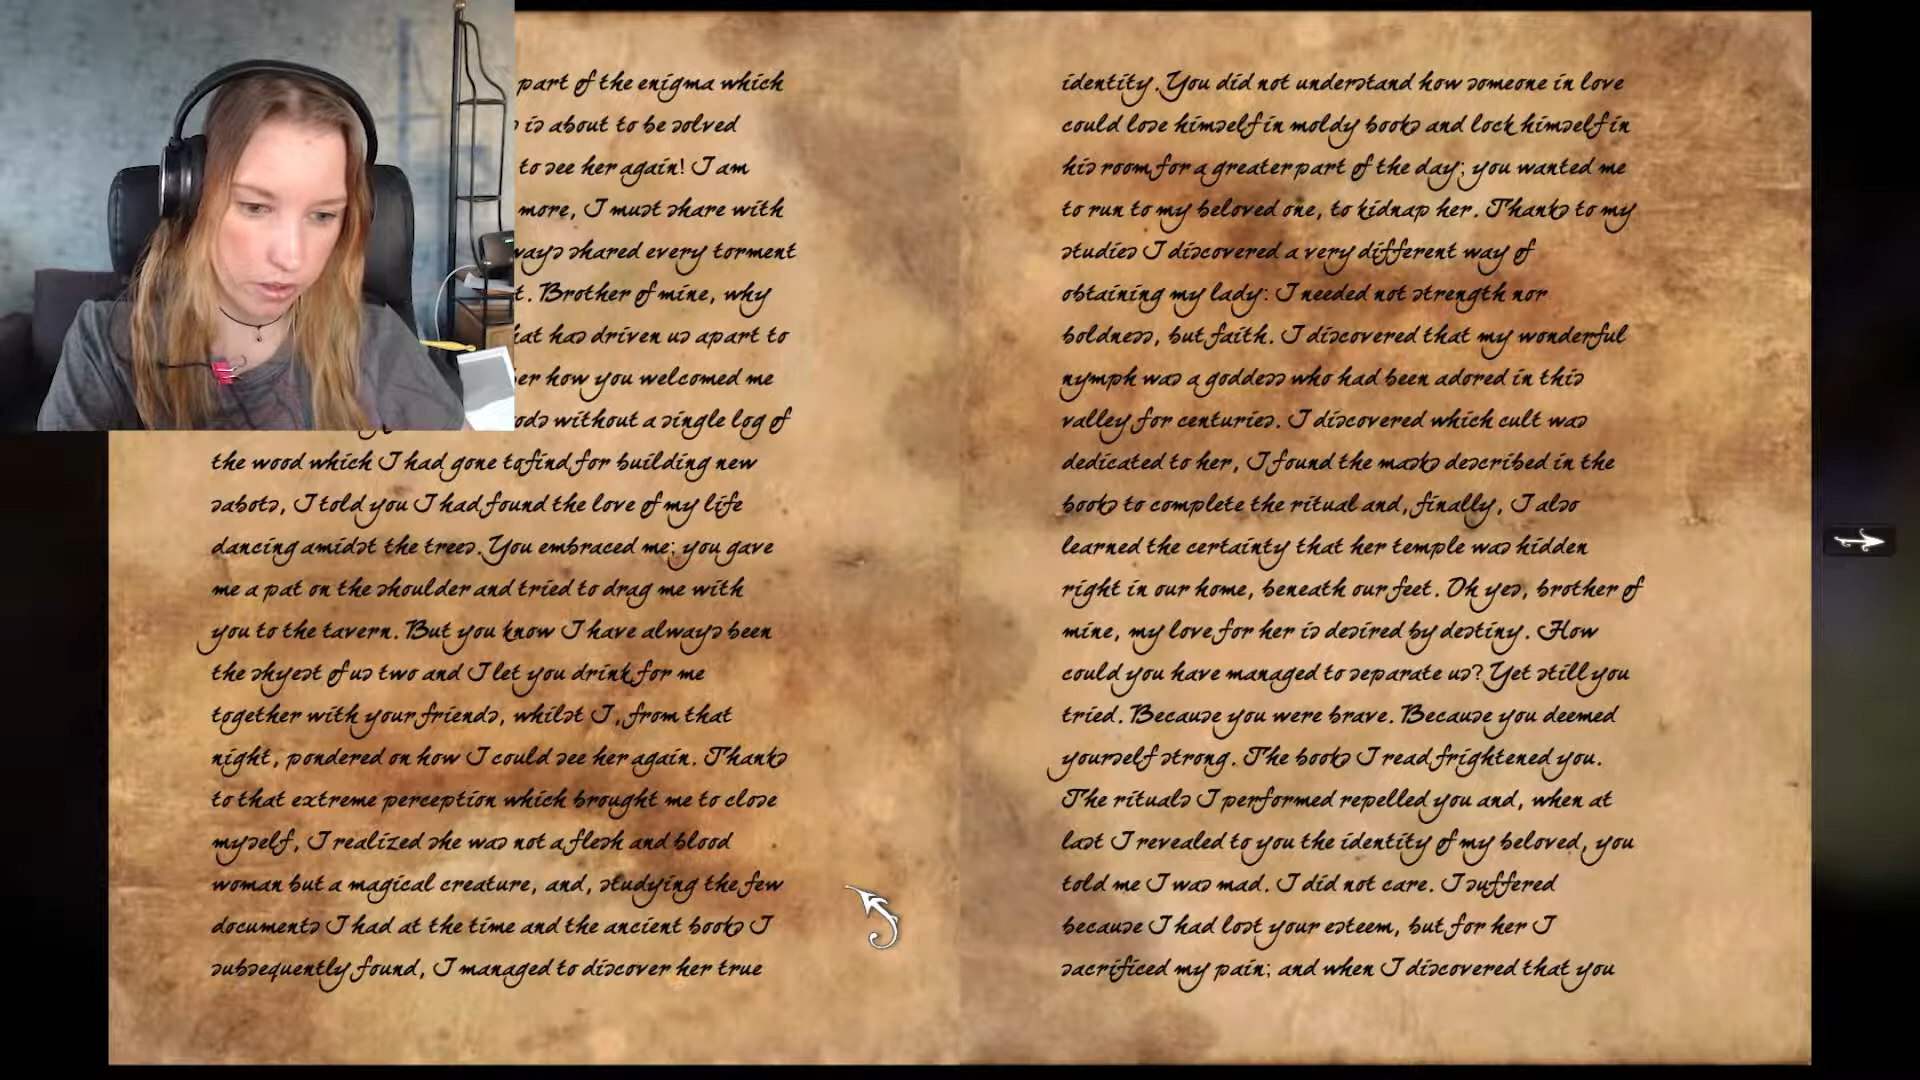 part of the enigma which
is about to be solved
to see her again! I am
more, I must share with
shared every torment
Brother of mine, why
has driven us apart to
how you welcomed me
without a single log of
the wood which I had gone to find for building new
sabots, I told you I had found the love of my life
dancing amidst the trees. You embraced me; you gave
me a pat on the shoulder and tried to drag me with
you to the tavern. But you know I have always been
the shyest of us two and I let you drink for me
together with your friends, whilst I, from that
night, pondered on how I could see her again. Thanks
to that extreme perception which brought me to close
myself, I realized she was not a flesh and blood
woman but a magical creature, and, studying the few
documents I had at the time and the ancient books I
subsequently found, I managed to discover her true
identity. You did not understand how someone in love
could lose himself in moldy books and lock himself in
his room for a greater part of the day; you wanted me
to run to my beloved one, to kidnap her. Thanks to my
studies I discovered a very different way of
obtaining my lady: I needed not strength nor
boldness, but faith. I discovered that my wonderful
nymph was a goddess who had been adored in this
valley for centuries. I discovered which cult was
dedicated to her, I found the masks described in the
books to complete the ritual and, finally, I also
learned the certainty that her temple was hidden
right in our home, beneath our feet. Oh yes, brother of
mine, my love for her is desired by destiny. How
could you have managed to separate us? Yet still you
tried. Because you were brave. Because you deemed
yourself strong. The books I read frightened you.
The rituals I performed repelled you and, when at
last I revealed to you the identity of my beloved, you
told me I was mad. I did not care. I suffered
because I had lost your esteem, but for her I
sacrificed my pain; and when I discovered that you